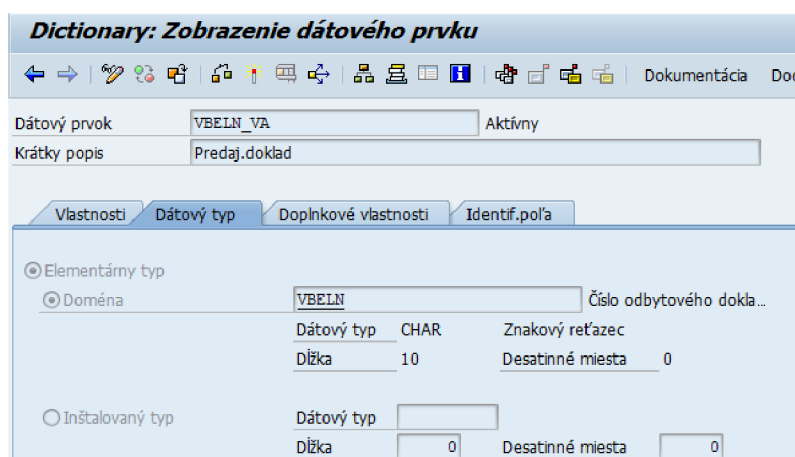 Dictionary: Zobrazenie dátového prvku
Dokumentácia
Dátový prvok VBELN_VA Aktívny
Krátky popis Predaj.doklad
Vlastnosti Dátový typ Doplnkové vlastnosti Identif.poľa
Elementárny typ
Doména VBELN Číslo odbytového dokla...
Dátový typ CHAR Znakový reťazec
Dĺžka 10 Desatinné miesta 0
Inštalovaný typ Dátový typ
Dĺžka 0 Desatinné miesta 0